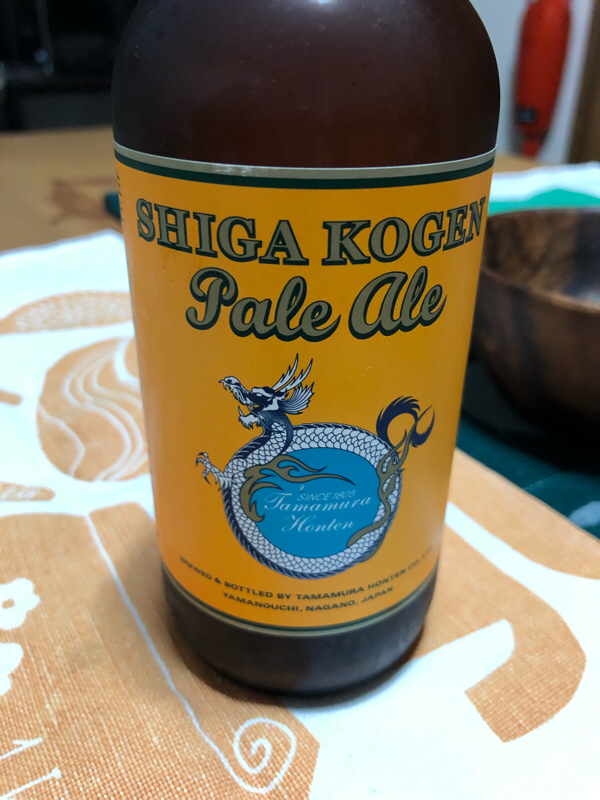 SHIGA KOGEN
Pale Ale
SINCE 1805
Tamamura
Honten
BREWED & BOTTLED BY TAMAMURA HONTEN CO., LTD.
YAMANOUCHI, NAGANO, JAPAN